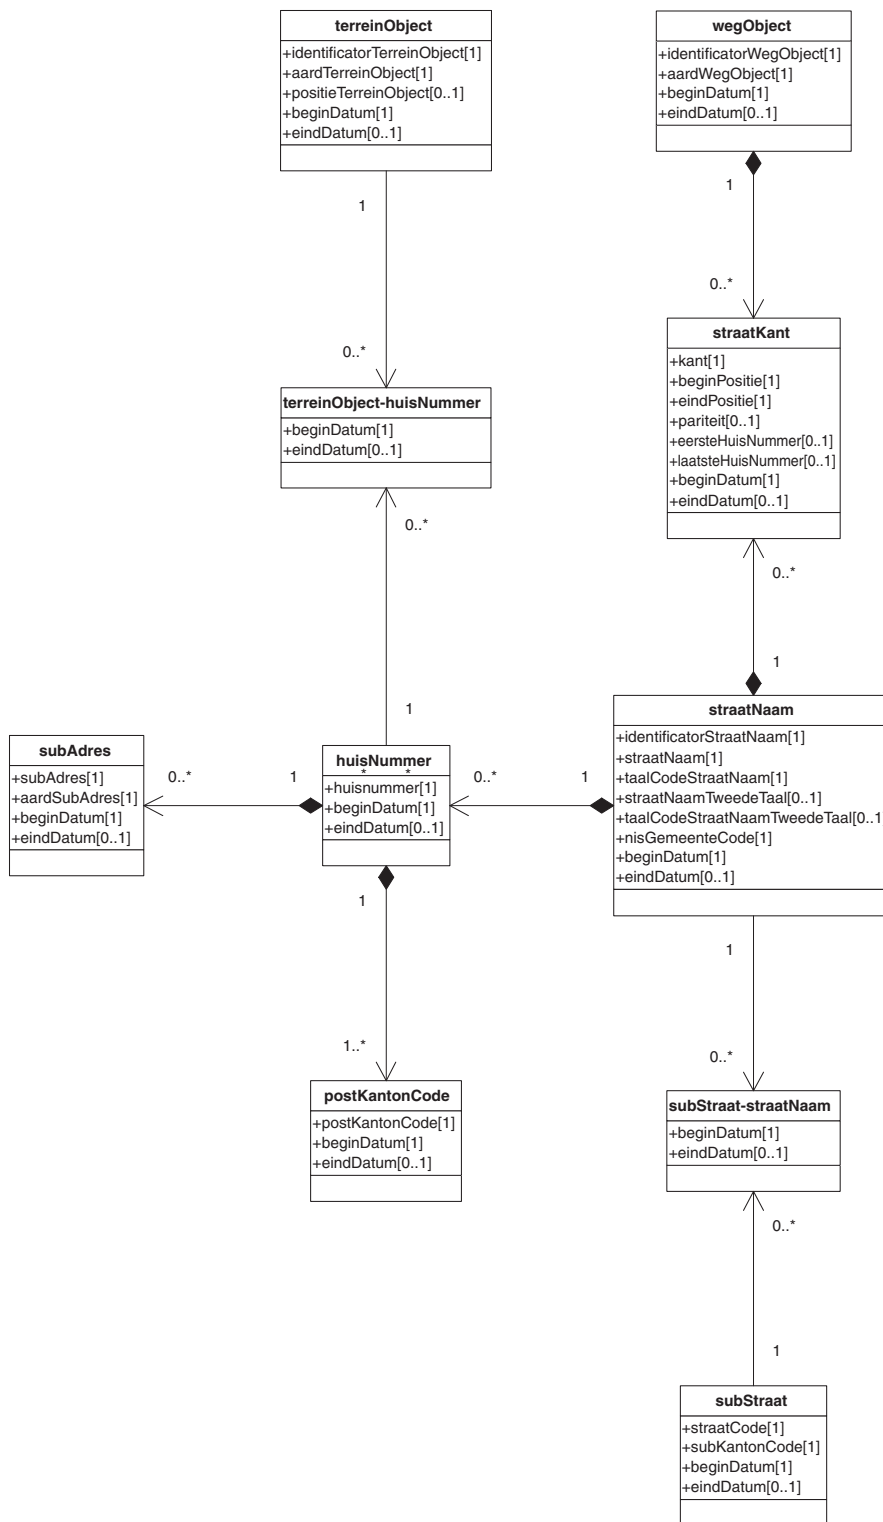 terreinObject
+identificatorTerreinObject[1]
+aardTerreinObject[1]
+positieTerreinObject[0..1]
+beginDatum[1]
+eindDatum[0..1]
wegObject
+identificatorWegObject[1]
+aardWegObject[1]
+beginDatum[1]
+eindDatum[0..1]
1
1
0..*
0..*
straatKant
+kant[1]
+beginPositie[1]
+eindPositie[1]
+pariteit[0..1]
+eersteHuisNummer[0..1]
+laatsteHuisNummer[0..1]
+beginDatum[1]
+eindDatum[0..1]
terreinObject-huisNummer
+beginDatum[1]
+eindDatum[0..1]
0..*
0..*
1
1
straatNaam
+identificatorStraatNaam[1]
+straatNaam[1]
+taalCodeStraatNaam[1]
+straatNaamTweedeTaal[0..1]
+taalCodeStraatNaamTweedeTaal[0..1
+nisGemeenteCode[1]
+beginDatum[1]
+eindDatum[0..1]
subAdres
+subAdres[1]
+aardSubAdres[1]
+beginDatum[1]
+eindDatum[0..1]
0..*
1
huisNummer
* *
+huisnummer[1]
+beginDatum[1]
+eindDatum[0..1]
0..*
1
1
1
1..*
0..*
postKantonCode
+postKantonCode[1]
+beginDatum[1]
+eindDatum[0..1]
subStraat-straatNaam
+beginDatum[1]
+eindDatum[0..1]
0..*
1
subStraat
+straatCode[1]
+subKantonCode[1]
+beginDatum[1]
+eindDatum[0..1]